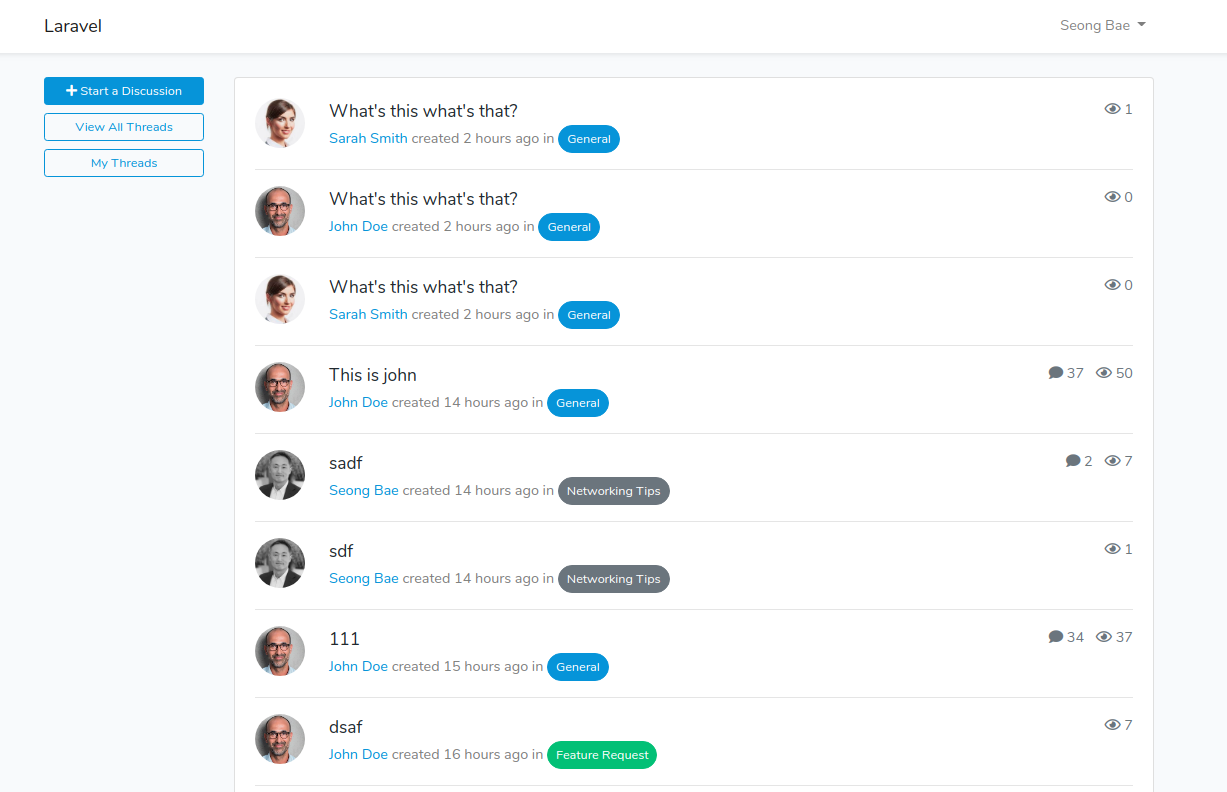 Laravel
Seong Bae
Start a Discussion
View All Threads
My Threads
What's this what's that?
1
Sarah Smith created 2 hours ago in General
What's this what's that?
0
John Doe created 2 hours ago in General
What's this what's that?
0
Sarah Smith created 2 hours ago in General
This is john
37 50
John Doe created 14 hours ago in General
sadf
2 7
Seong Bae created 14 hours ago in Networking Tips
sdf
1
Seong Bae created 14 hours ago in Networking Tips
111
34 37
John Doe created 15 hours ago in General
dsaf
7
John Doe created 16 hours ago in Feature Request